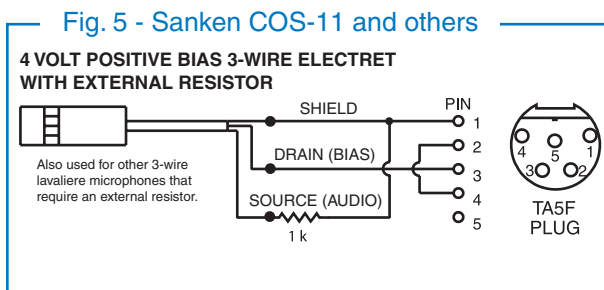 Fig. 5 - Sanken COS-11 and others
4 VOLT POSITIVE BIAS 3-WIRE ELECTRET
WITH EXTERNAL RESISTOR
Also used for other 3-wire
lavaliere microphones that
require an external resistor.
SHIELD
DRAIN (BIAS)
SOURCE (AUDIO)
1 k
PIN
1
2
3
4
5
4
5
1
3
2
TA5F
PLUG